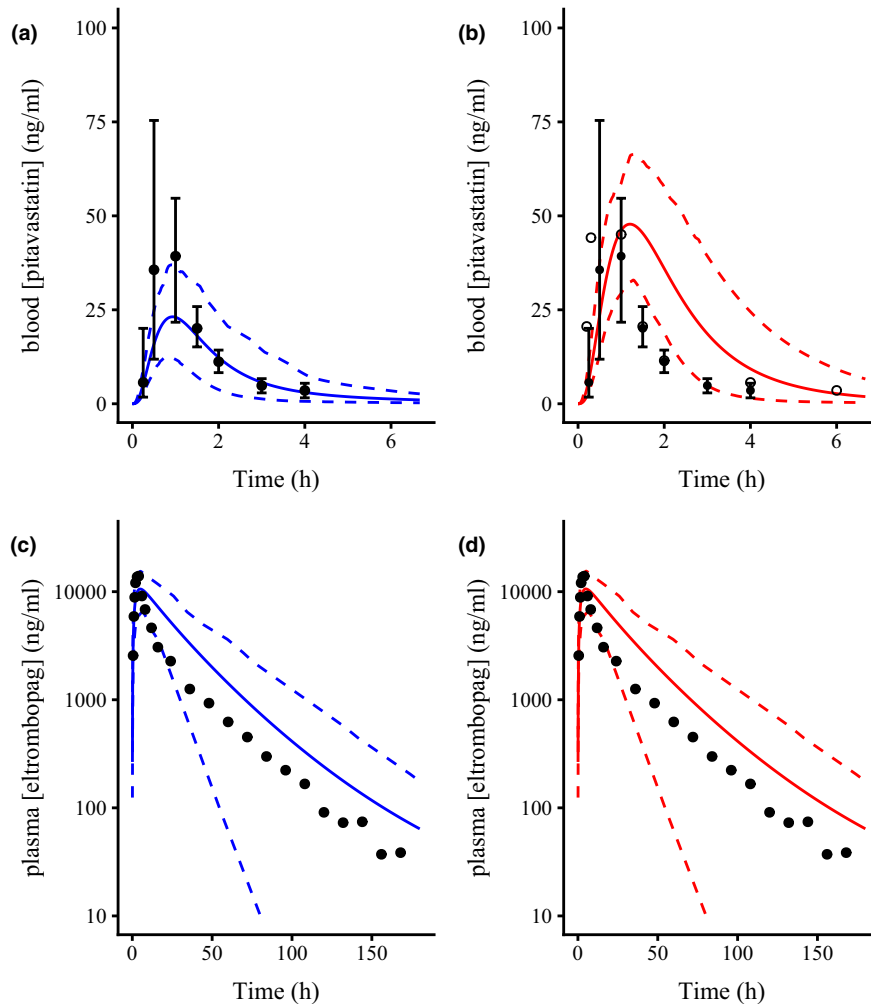 (a)
100
75
50
25
0
blood [pitavastatin] (ng/ml)
0 2 4 6
Time (h)
(b)
100
75
50
25
0
blood [pitavastatin] (ng/ml)
0 2 4 6
Time (h)
(c)
10000
1000
100
10
plasma [eltrombopag] (ng/ml)
0 50 100 150
Time (h)
(d)
10000
1000
100
10
plasma [eltrombopag] (ng/ml)
0 50 100 150
Time (h)